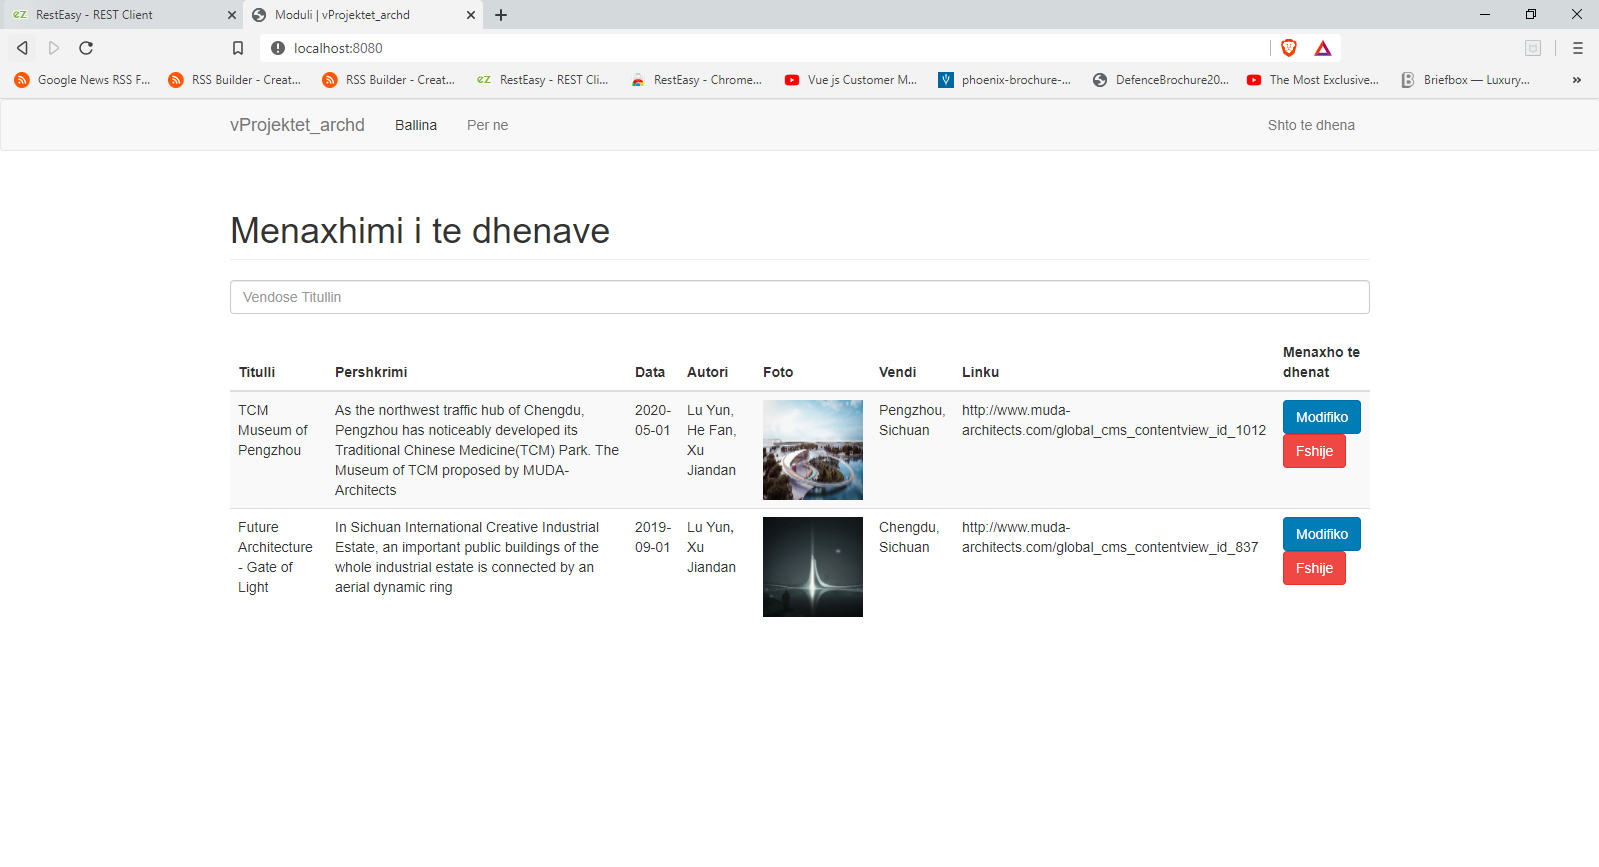 RestEasy - REST Client
Moduli | vProjektet_archd
localhost:8080
Google News RSS F...
RSS Builder - Creat...
RSS Builder - Creat...
RestEasy - REST Cli...
RestEasy - Chrome...
Vue js Customer M...
phoenix-brochure-...
DefenceBrochure20...
The Most Exclusive...
Briefbox — Luxury...
»
vProjektet_archd
Ballina
Per ne
Shto te dhena
Menaxhimi i te dhenave
Vendose Titullin
Titulli
Pershkrimi
Data
Autori
Foto
Vendi
Linku
Menaxho te
dhenat
TCM
Museum of
Pengzhou
As the northwest traffic hub of Chengdu,
Pengzhou has noticeably developed its
Traditional Chinese Medicine(TCM) Park. The
Museum of TCM proposed by MUDA-
Architects
2020-
05-01
Lu Yun,
He Fan,
Xu
Jiandan
Pengzhou,
Sichuan
http://www.muda-
architects.com/global_cms_contentview_id_1012
Modifiko
Fshije
Future
Architecture
- Gate of
Light
In Sichuan International Creative Industrial
Estate, an important public buildings of the
whole industrial estate is connected by an
aerial dynamic ring
2019-
09-01
Lu Yun,
Xu
Jiandan
Chengdu,
Sichuan
http://www.muda-
architects.com/global_cms_contentview_id_837
Modifiko
Fshije